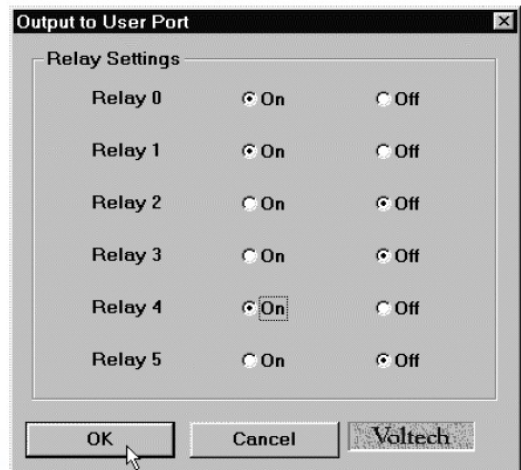 Output to User Port
Relay Settings
Relay 0 On Off
Relay 1 On Off
Relay 2 On Off
Relay 3 On Off
Relay 4 On Off
Relay 5 On Off
OK Cancel Voltech